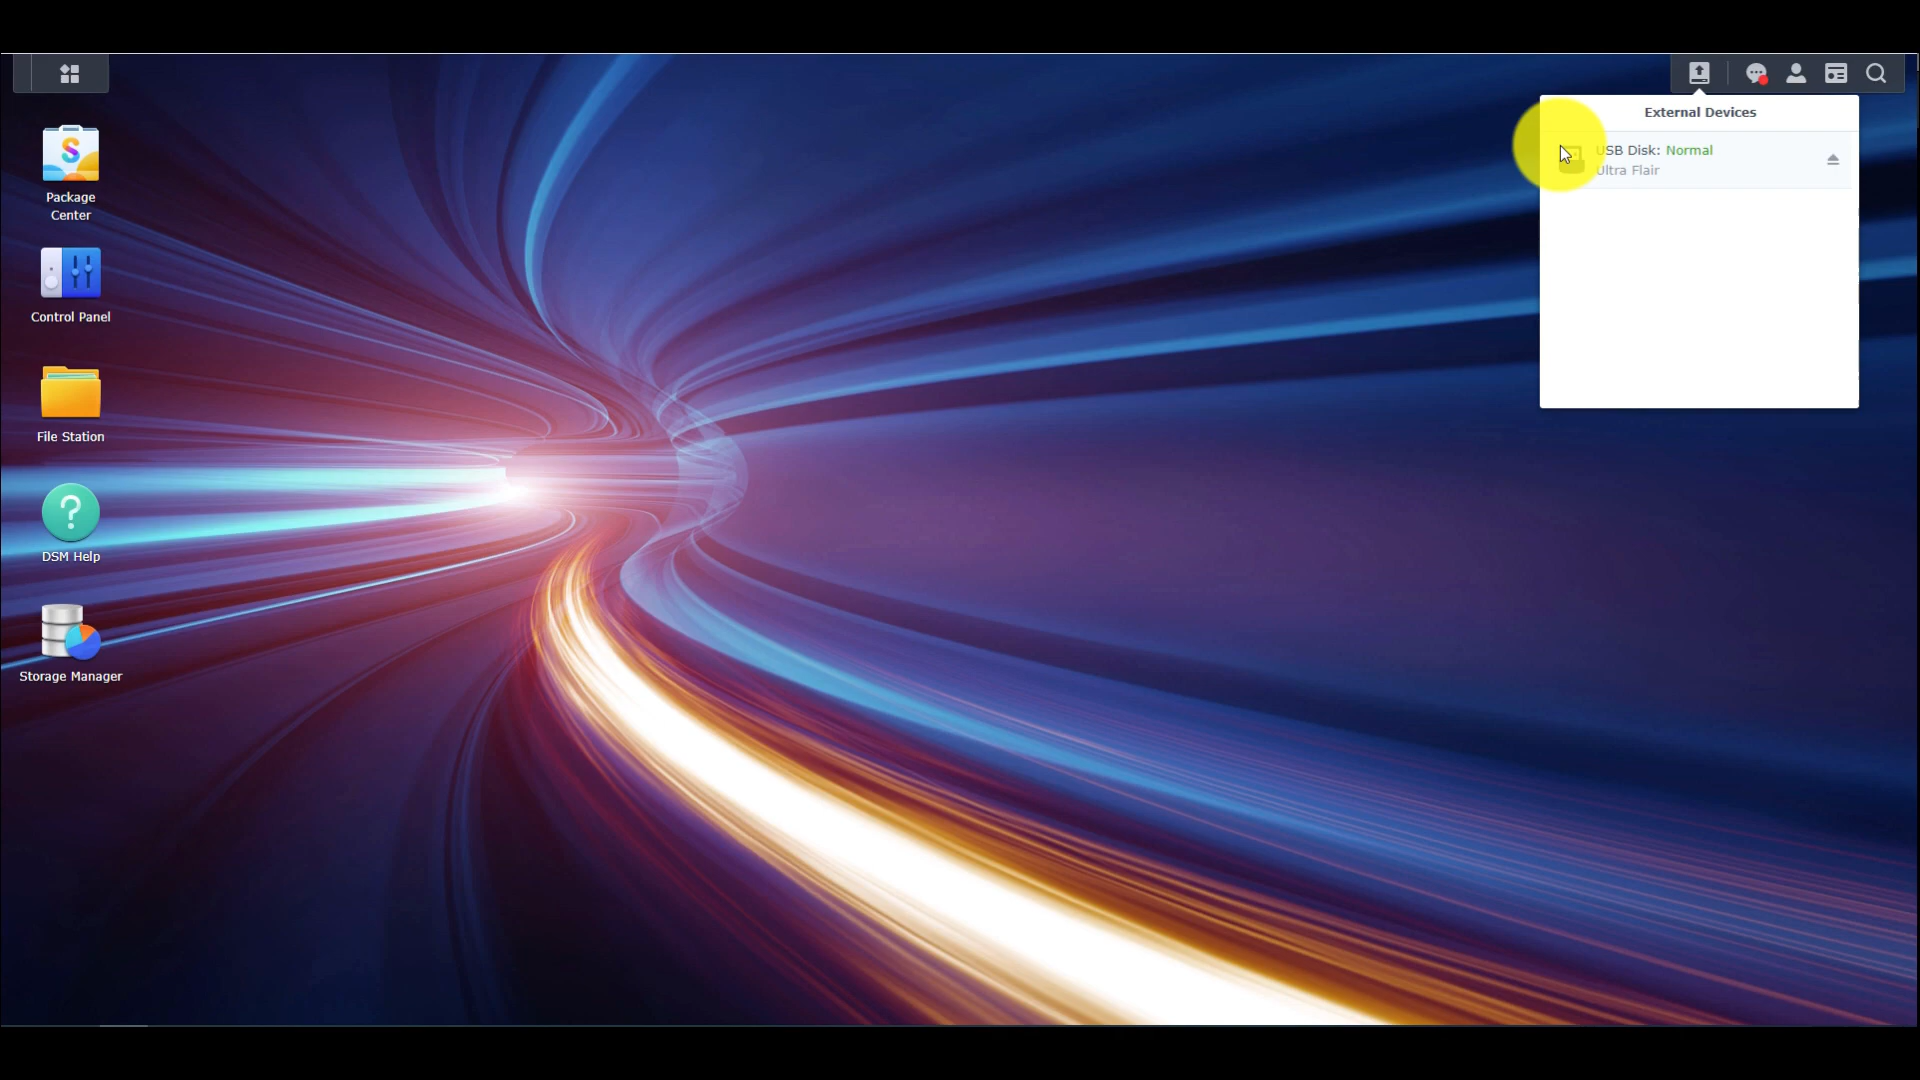 External Devices
USB Disk: Normal
Ultra Flair
Package
Center
Control Panel
File Station
DSM Help
Storage Manager